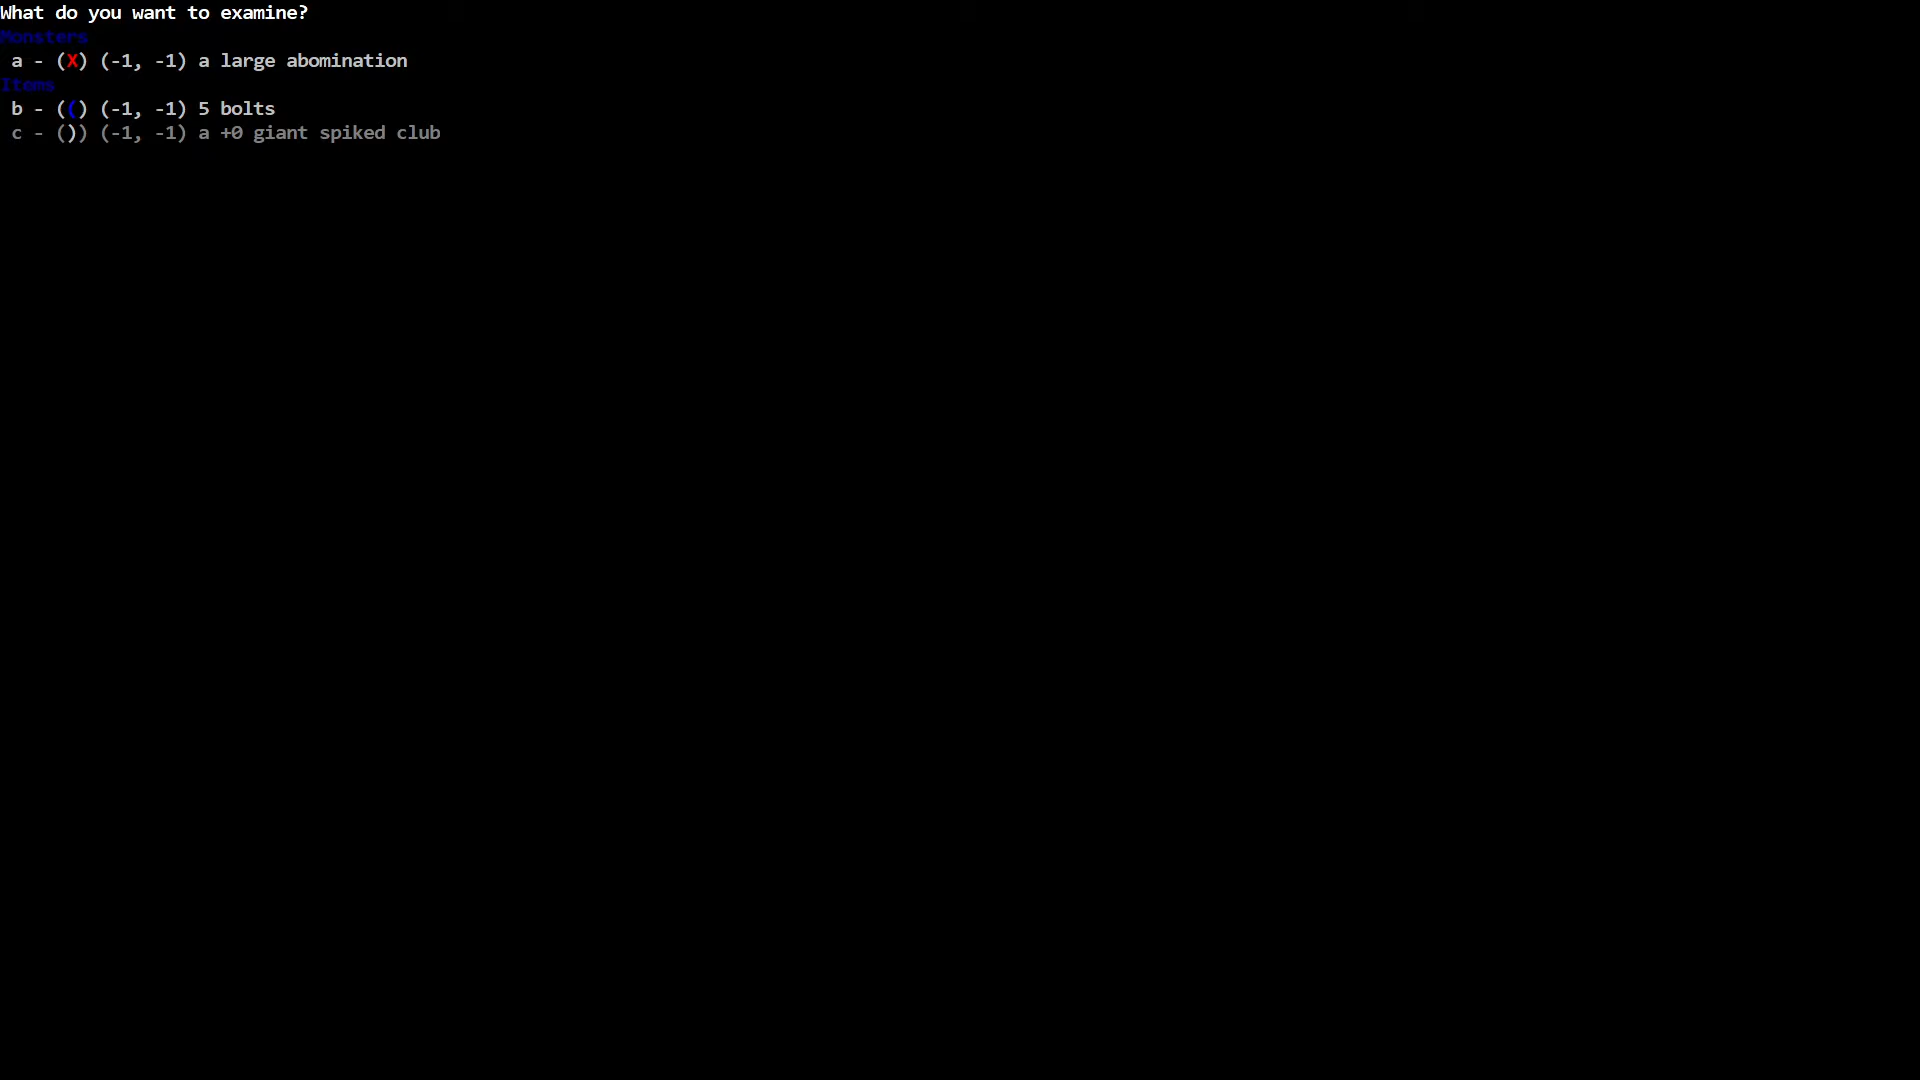 What do you want to examine?
Monsters
a - (X) (-1, -1) a large abomination
Items
b - (() (-1, -1) 5 bolts
c - ()) (-1, -1) a +0 giant spiked club